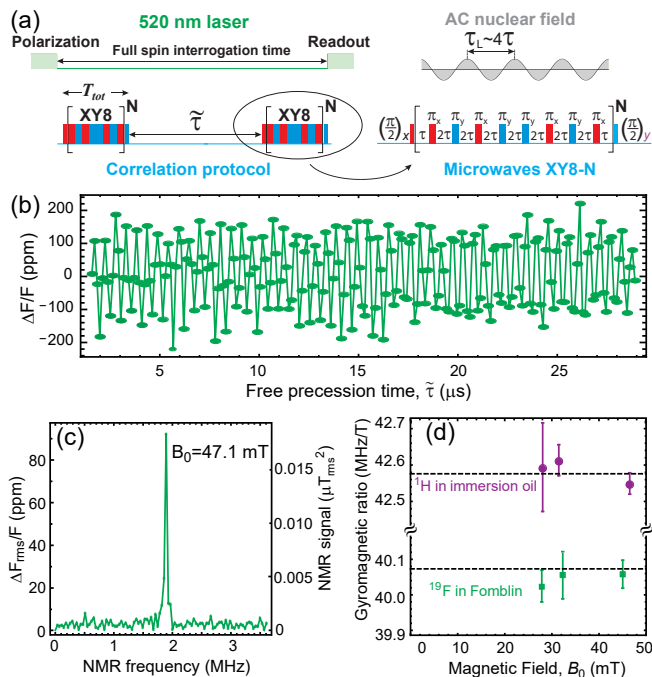 (a)
520 nm laser
AC nuclear field
Polarization
Full spin interrogation time
Readout
τL~4τ
Ttot
N
XY8
τ̃
XY8
N
(π/2)x
τ
πx
2τ
πy
2τ
πx
2τ
πy
2τ
πy
2τ
πx
2τ
πy
2τ
πx
τ
N
(π/2)y
Correlation protocol
Microwaves XY8-N
(b)
ΔF/F (ppm)
200
100
0
−100
−200
5
10
15
20
25
Free precession time, τ̃ (μs)
(c)
B0=47.1 mT
ΔFrms/F (ppm)
80
60
40
20
0
NMR signal (μTrms²)
0.015
0.010
0.005
0
0
1
2
3
NMR frequency (MHz)
(d)
Gyromagnetic ratio (MHz/T)
42.7
42.6
42.5
40.1
40.0
39.9
¹H in immersion oil
¹⁹F in Fomblin
0
10
20
30
40
50
Magnetic Field, B0 (mT)